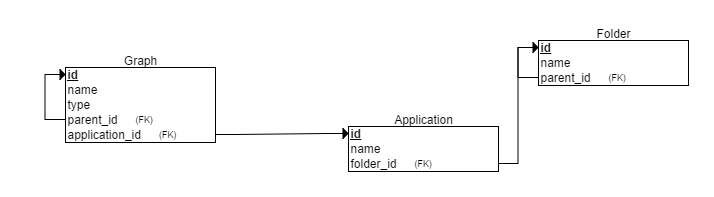 Graph
id
name
type
parent_id (FK)
application_id (FK)
Application
id
name
folder_id (FK)
Folder
id
name
parent_id (FK)